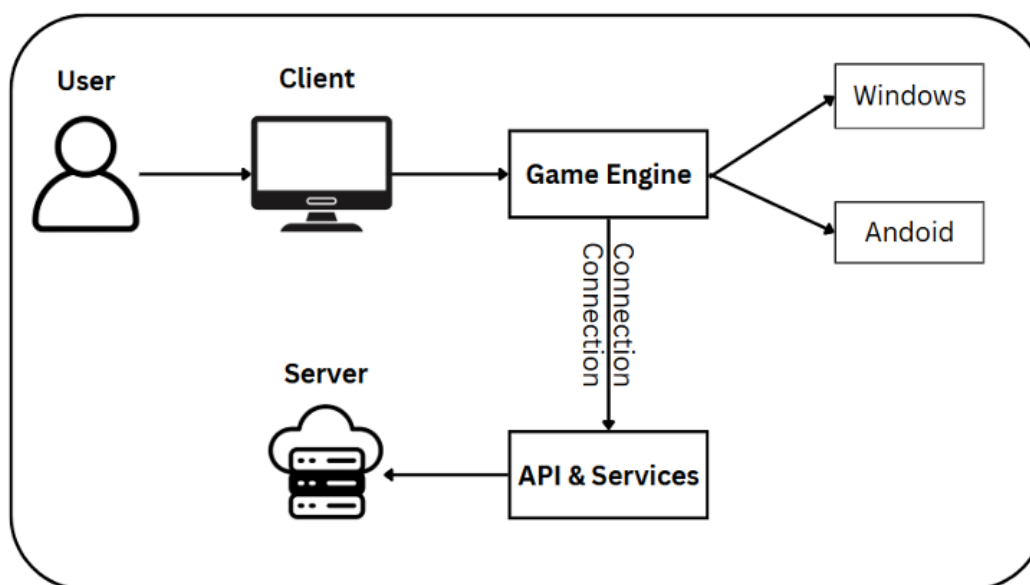 User
Client
Windows
Game Engine
Andoid
Connection
Connection
Server
API & Services